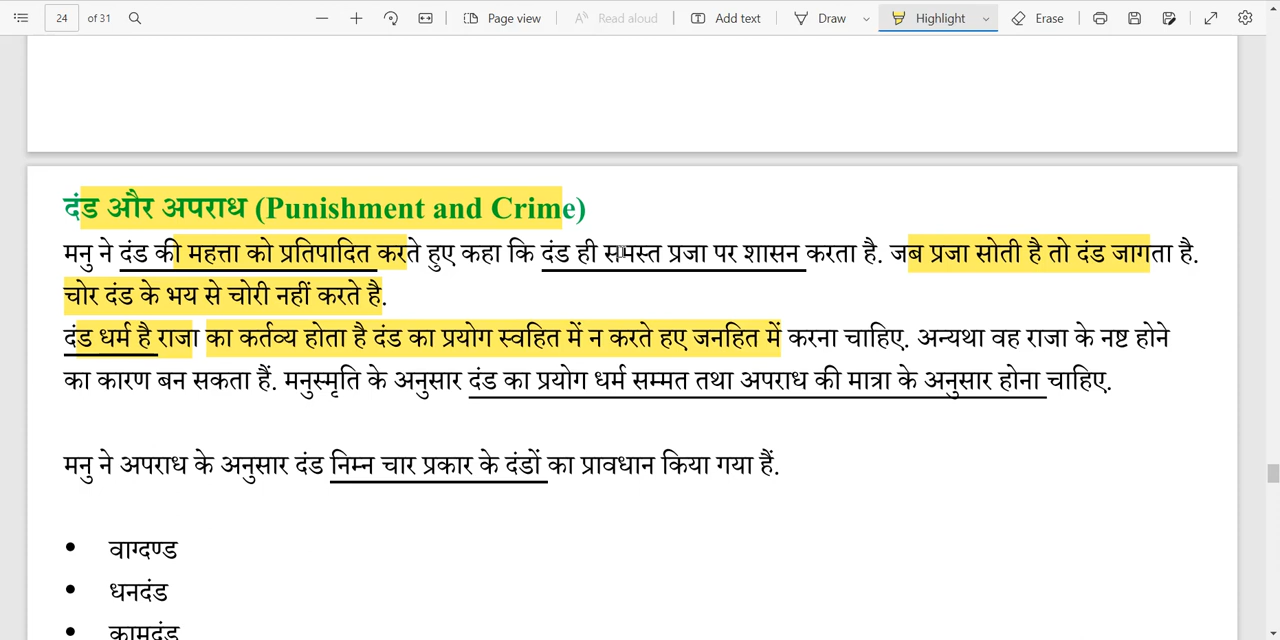 24 of 31 Page view Read aloud Add text Draw Highlight Erase
दंड और अपराध (Punishment and Crime)
मनु ने दंड की महत्ता को प्रतिपादित करते हुए कहा कि दंड ही समस्त प्रजा पर शासन करता है. जब प्रजा सोती है तो दंड जागता है.
चोर दंड के भय से चोरी नहीं करते है.
दंड धर्म है राजा का कर्तव्य होता है दंड का प्रयोग स्वहित में न करते हए जनहित में करना चाहिए. अन्यथा वह राजा के नष्ट होने
का कारण बन सकता हैं. मनुस्मृति के अनुसार दंड का प्रयोग धर्म सम्मत तथा अपराध की मात्रा के अनुसार होना चाहिए.
मनु ने अपराध के अनुसार दंड निम्न चार प्रकार के दंडों का प्रावधान किया गया हैं.
• वाग्दण्ड
• धनदंड
• कामदंड